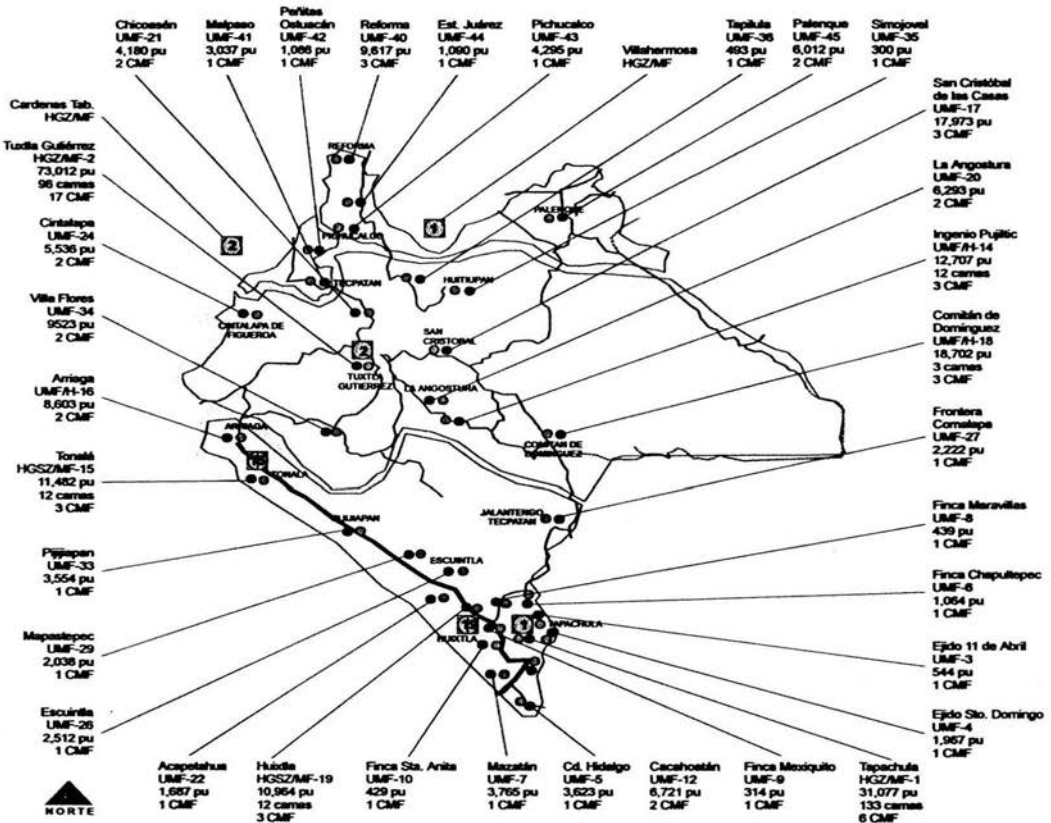 Chicoasén
UMF-21
4,180 pu
2 CMF
Malpaso
UMF-41
3,037 pu
1 CMF
Peñitas
Ostuacán
UMF-42
1,086 pu
1 CMF
Reforma
UMF-40
9,617 pu
3 CMF
Est. Juárez
UMF-44
1,090 pu
1 CMF
Pichucalco
UMF-43
4,295 pu
1 CMF
Villahermosa
HGZ/MF
Tapilula
UMF-36
493 pu
1 CMF
Palenque
UMF-45
6,012 pu
2 CMF
Simojovel
UMF-35
300 pu
1 CMF
Cardenas Tab.
HGZ/MF
Tuxtla Gutiérrez
HGZ/MF-2
73,012 pu
96 camas
17 CMF
Cintalapa
UMF-24
5,536 pu
2 CMF
Villa Flores
UMF-34
9523 pu
2 CMF
Arriaga
UMF/H-16
8,603 pu
2 CMF
Tonalá
HGSZ/MF-15
11,482 pu
12 camas
3 CMF
Pijijiapan
UMF-33
3,554 pu
1 CMF
Mapastepec
UMF-29
2,038 pu
1 CMF
Escuintla
UMF-26
2,512 pu
1 CMF
REFORMA
PICHUCALCO
2
1
PALENQUE
TECPATAN
HUITIUPAN
CINTALAPA DE
FIGUEROA
SAN
CRISTOBAL
2
TUXTLA
GUTIERREZ
LA ANGOSTURA
ARRIAGA
COMITAN DE
DOMINGUEZ
TONALA
JALANTENGO
TECPATAN
ESCUINTLA
1
TAPACHULA
HUIXTLA
San Cristóbal
de las Casas
UMF-17
17,973 pu
3 CMF
La Angostura
UMF-20
6,293 pu
2 CMF
Ingenio Pujiltic
UMF/H-14
12,707 pu
12 camas
3 CMF
Comitán de
Dominguez
UMF/H-18
18,702 pu
3 camas
3 CMF
Frontera
Comalapa
UMF-27
2,222 pu
1 CMF
Finca Maravillas
UMF-8
439 pu
1 CMF
Finca Chapultepec
UMF-6
1,064 pu
1 CMF
Ejido 11 de Abril
UMF-3
544 pu
1 CMF
Ejido Sto. Domingo
UMF-4
1,967 pu
1 CMF
NORTE
Acapetahua
UMF-22
1,687 pu
1 CMF
Huixtla
HGSZ/MF-19
10,964 pu
12 camas
3 CMF
Finca Sta. Anita
UMF-10
429 pu
1 CMF
Mazatán
UMF-7
3,765 pu
1 CMF
Cd. Hidalgo
UMF-5
3,623 pu
1 CMF
Cacahoatán
UMF-12
6,721 pu
2 CMF
Finca Mexiquito
UMF-9
314 pu
1 CMF
Tapachula
HGZ/MF-1
31,077 pu
133 camas
6 CMF